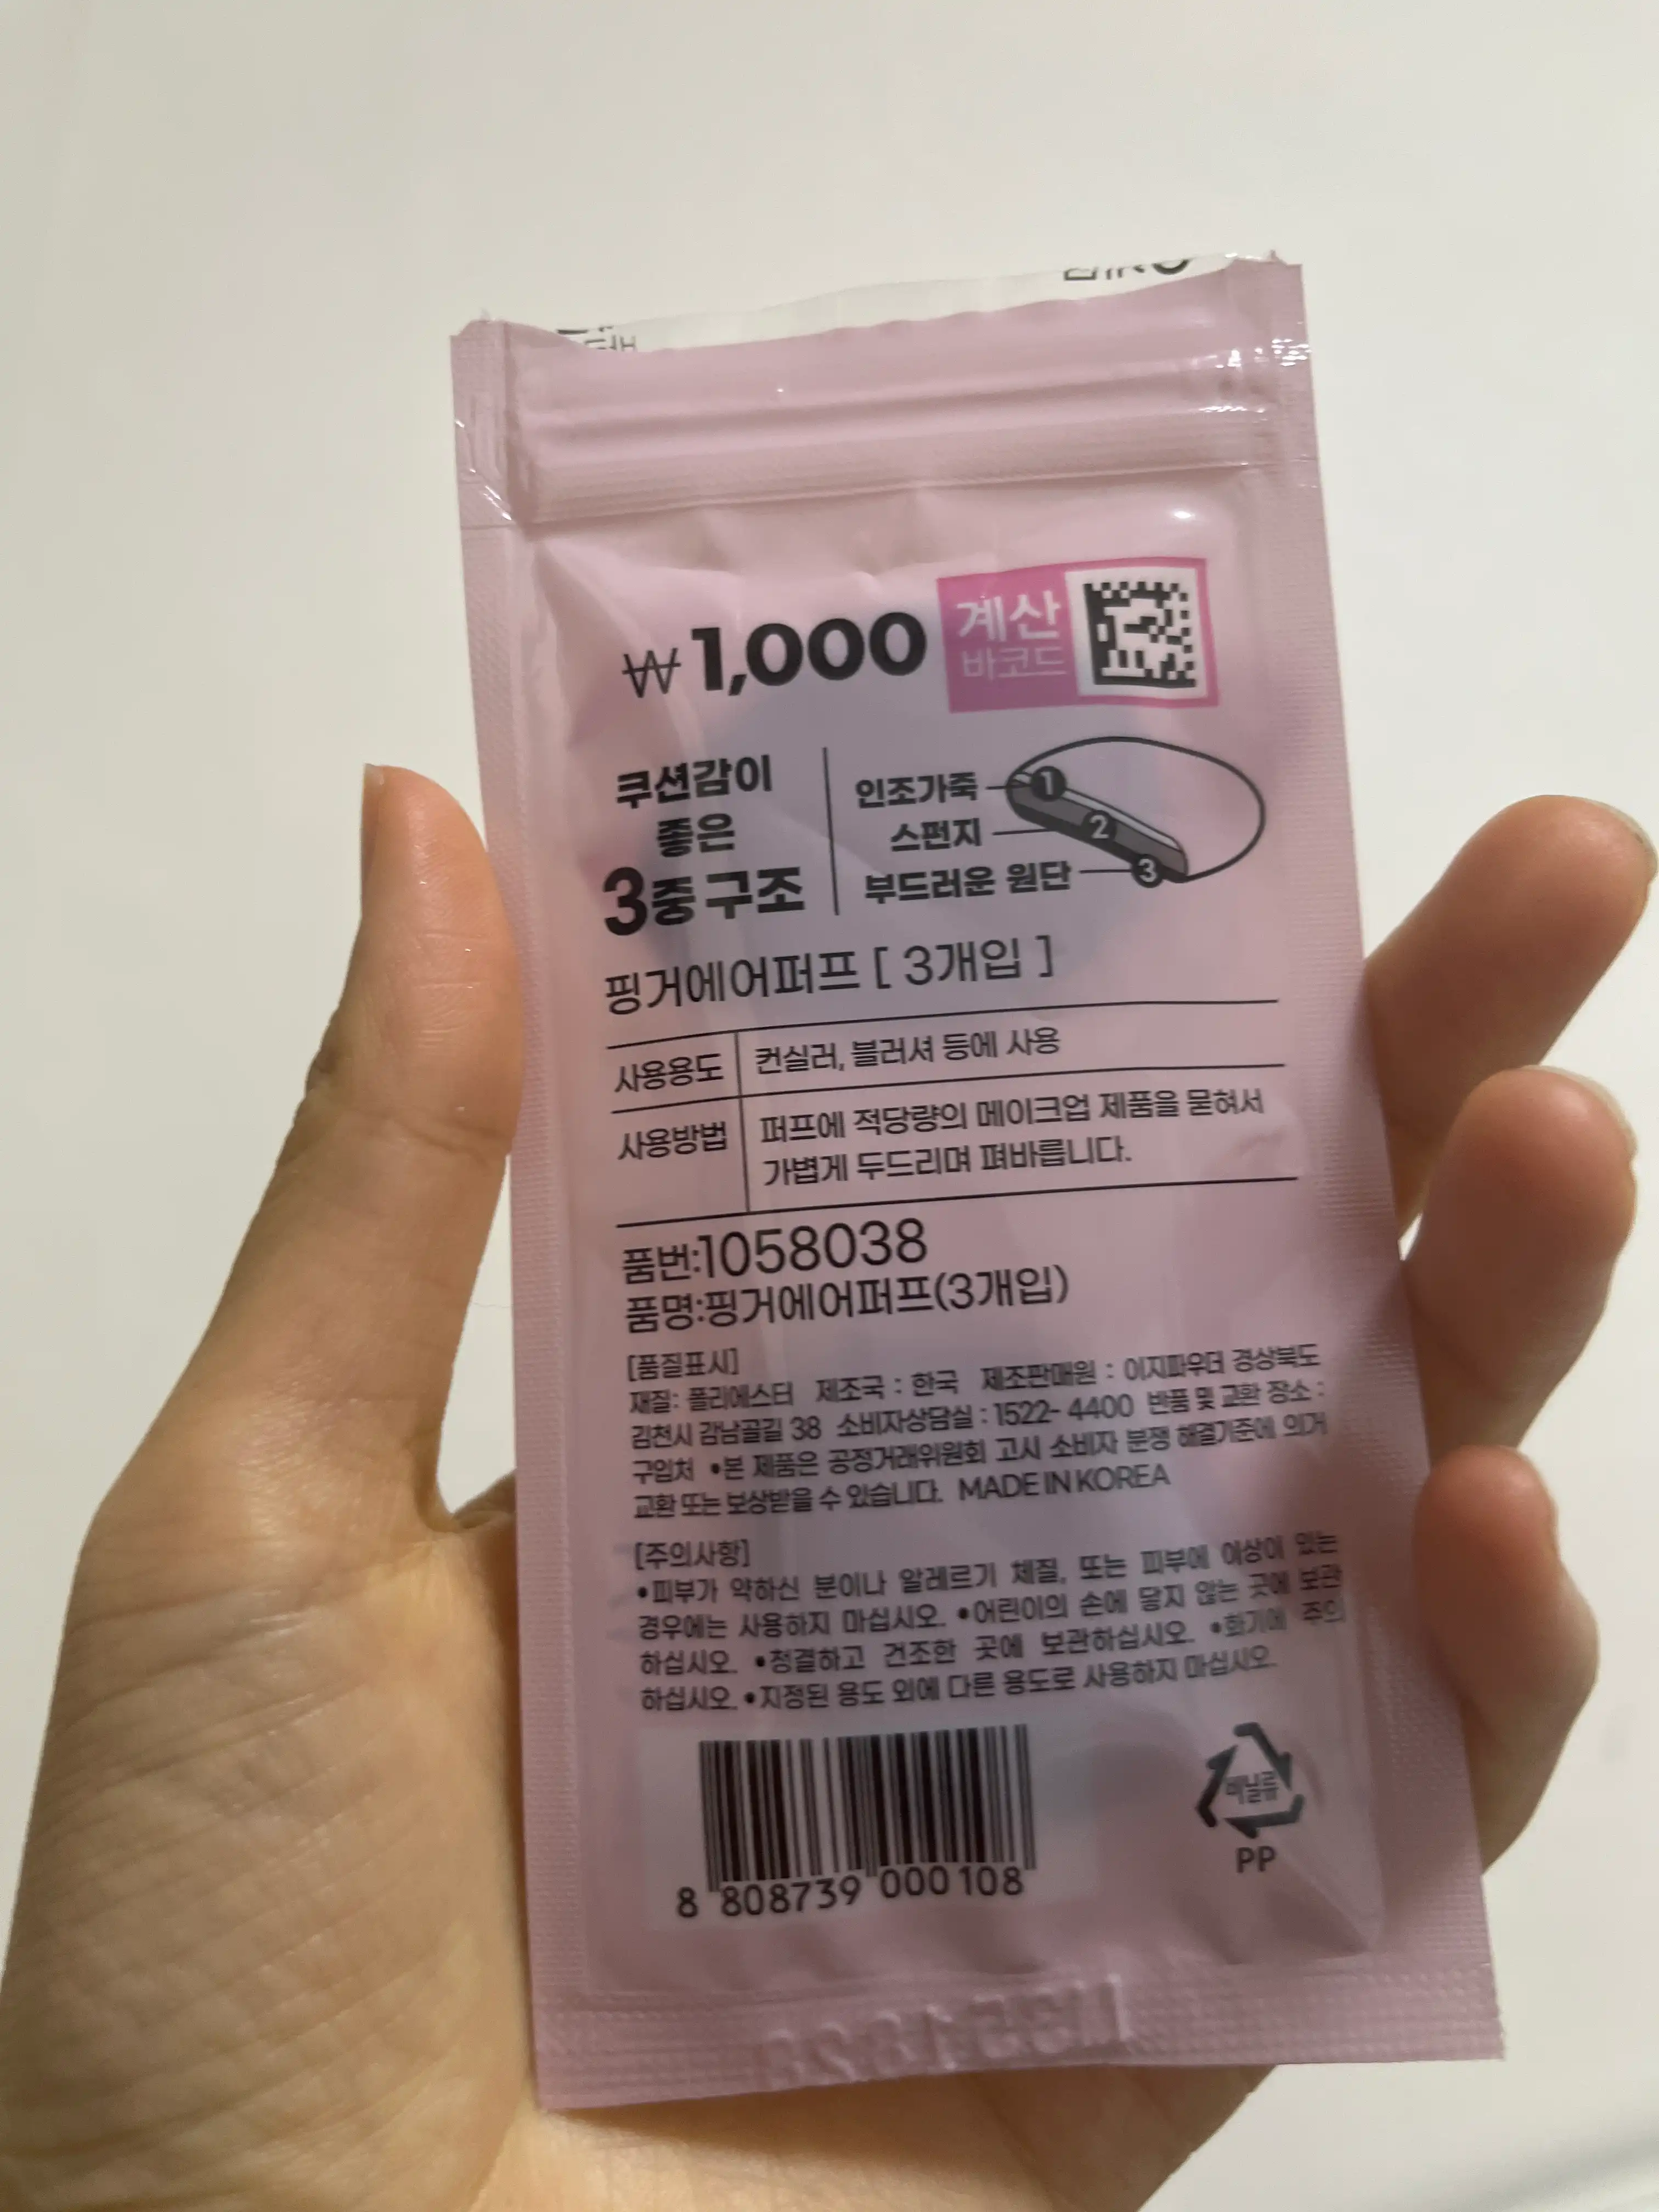 ₩1,000
계산
바코드
쿠션감이
좋은
3중 구조
인조가죽 1
스펀지 2
부드러운 원단 3
핑거에어퍼프 [ 3개입 ]
사용용도 컨실러, 블러셔 등에 사용
사용방법 퍼프에 적당량의 메이크업 제품을 묻혀서
가볍게 두드리며 펴바릅니다.
품번:1058038
품명:핑거에어퍼프(3개입)
[품질표시]
재질: 폴리에스터 제조국 : 한국 제조판매원 : 이지파우더 경상북도
김천시 감남골길 38 소비자상담실 : 1522- 4400 반품 및 교환 장소 :
구입처 •본 제품은 공정거래위원회 고시 소비자 분쟁 해결기준에 의거
교환 또는 보상받을 수 있습니다. MADE IN KOREA
[주의사항]
•피부가 약하신 분이나 알레르기 체질, 또는 피부에 이상이 있는
경우에는 사용하지 마십시오. •어린이의 손에 닿지 않는 곳에 보관
하십시오. •청결하고 건조한 곳에 보관하십시오. •화기에 주의
하십시오. •지정된 용도 외에 다른 용도로 사용하지 마십시오.
8 808739 000108
비닐류
PP